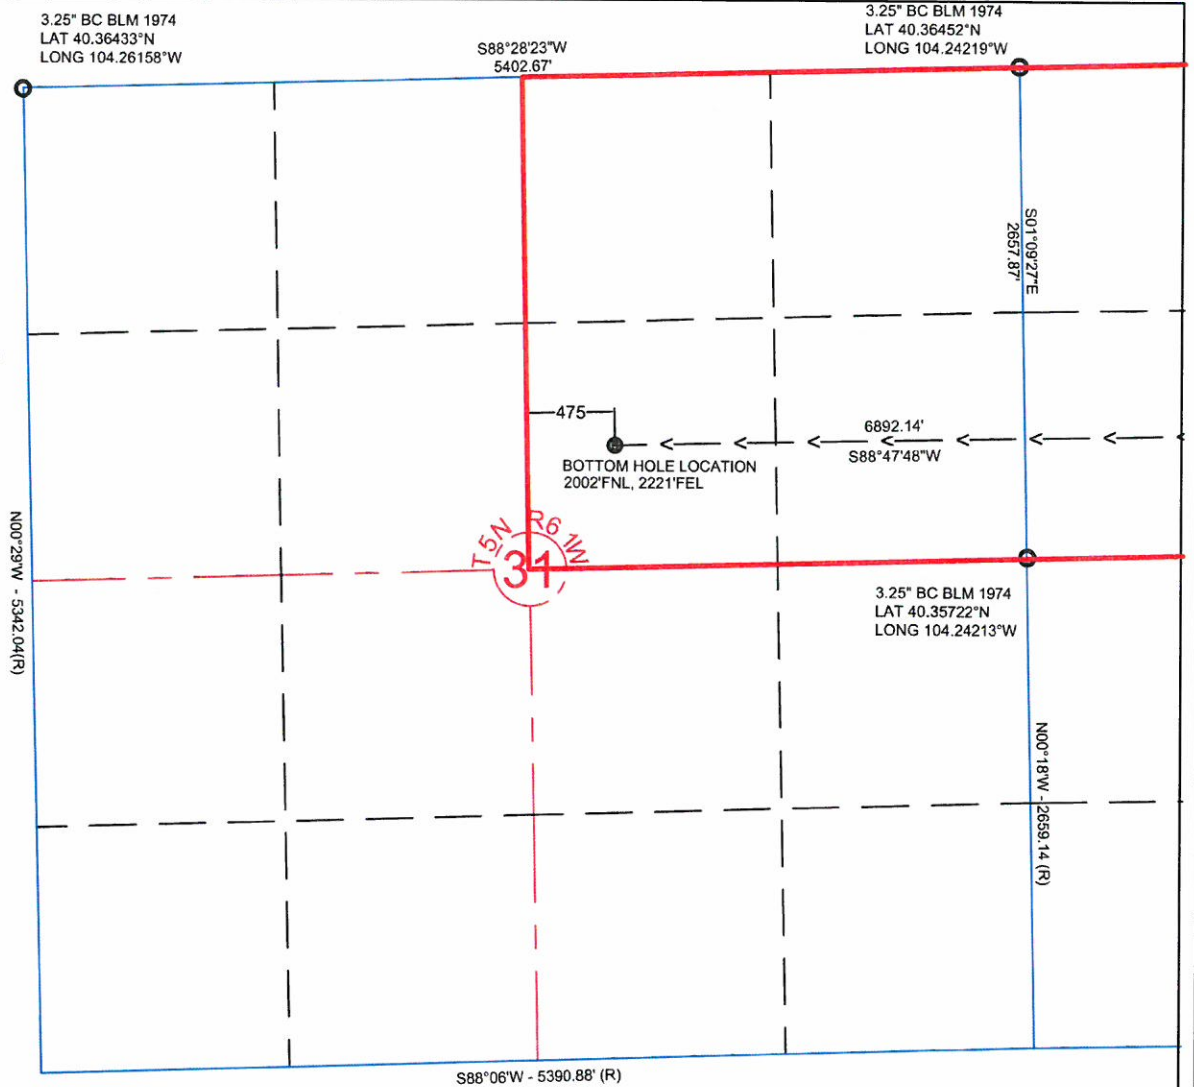 3.25" BC BLM 1974
LAT 40.36433°N
LONG 104.26158°W
S88°28'23"W
5402.67'
3.25" BC BLM 1974
LAT 40.36452°N
LONG 104.24219°W
S01°09'27"E
2657.87'
475
6892.14'
S88°47'48"W
BOTTOM HOLE LOCATION
2002'FNL, 2221'FEL
T5N R61W
31
3.25" BC BLM 1974
LAT 40.35722°N
LONG 104.24213°W
N00°29'W - 5342.04(R)
N00°18'W - 2659.14 (R)
S88°06'W - 5390.88' (R)